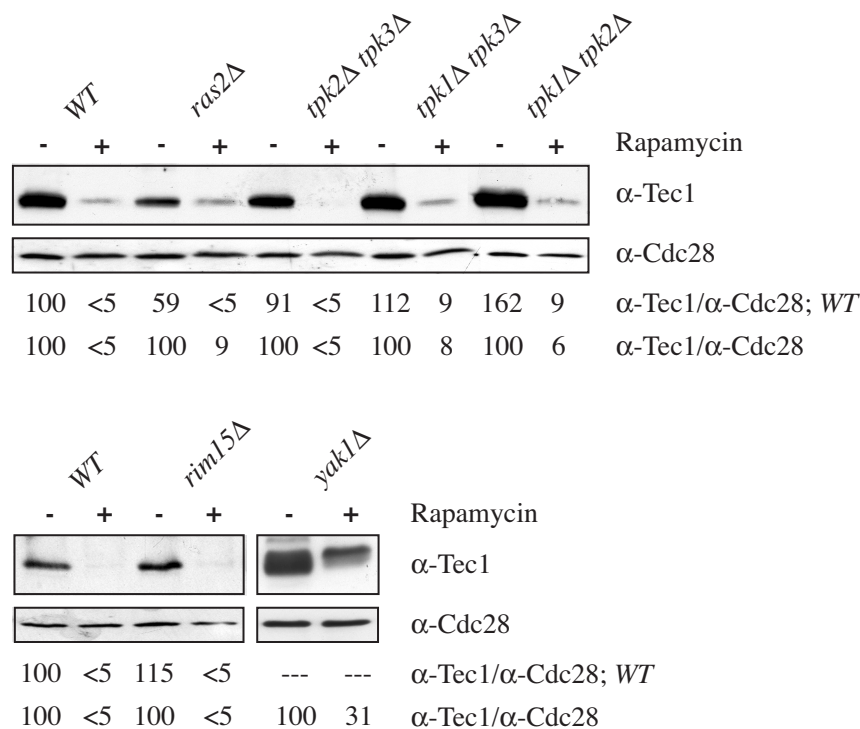 WT ras2Δ tpk2Δ tpk3Δ tpk1Δ tpk3Δ tpk1Δ tpk2Δ
- + - + - + - + - + Rapamycin
α-Tec1
α-Cdc28
100 <5 59 <5 91 <5 112 9 162 9 α-Tec1/α-Cdc28; WT
100 <5 100 9 100 <5 100 8 100 6 α-Tec1/α-Cdc28
WT rim15Δ yak1Δ
- + - + - + Rapamycin
α-Tec1
α-Cdc28
100 <5 115 <5 --- --- α-Tec1/α-Cdc28; WT
100 <5 100 <5 100 31 α-Tec1/α-Cdc28